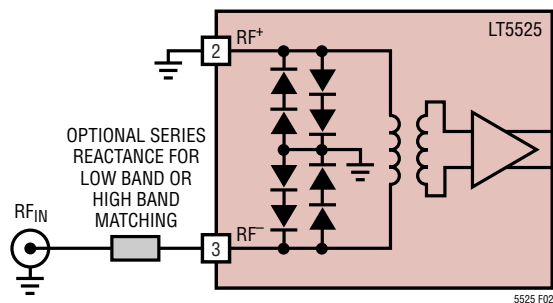 LT5525
2
RF+
OPTIONAL SERIES
REACTANCE FOR
LOW BAND OR
HIGH BAND
MATCHING
RFIN
3
RF–
5525 F02